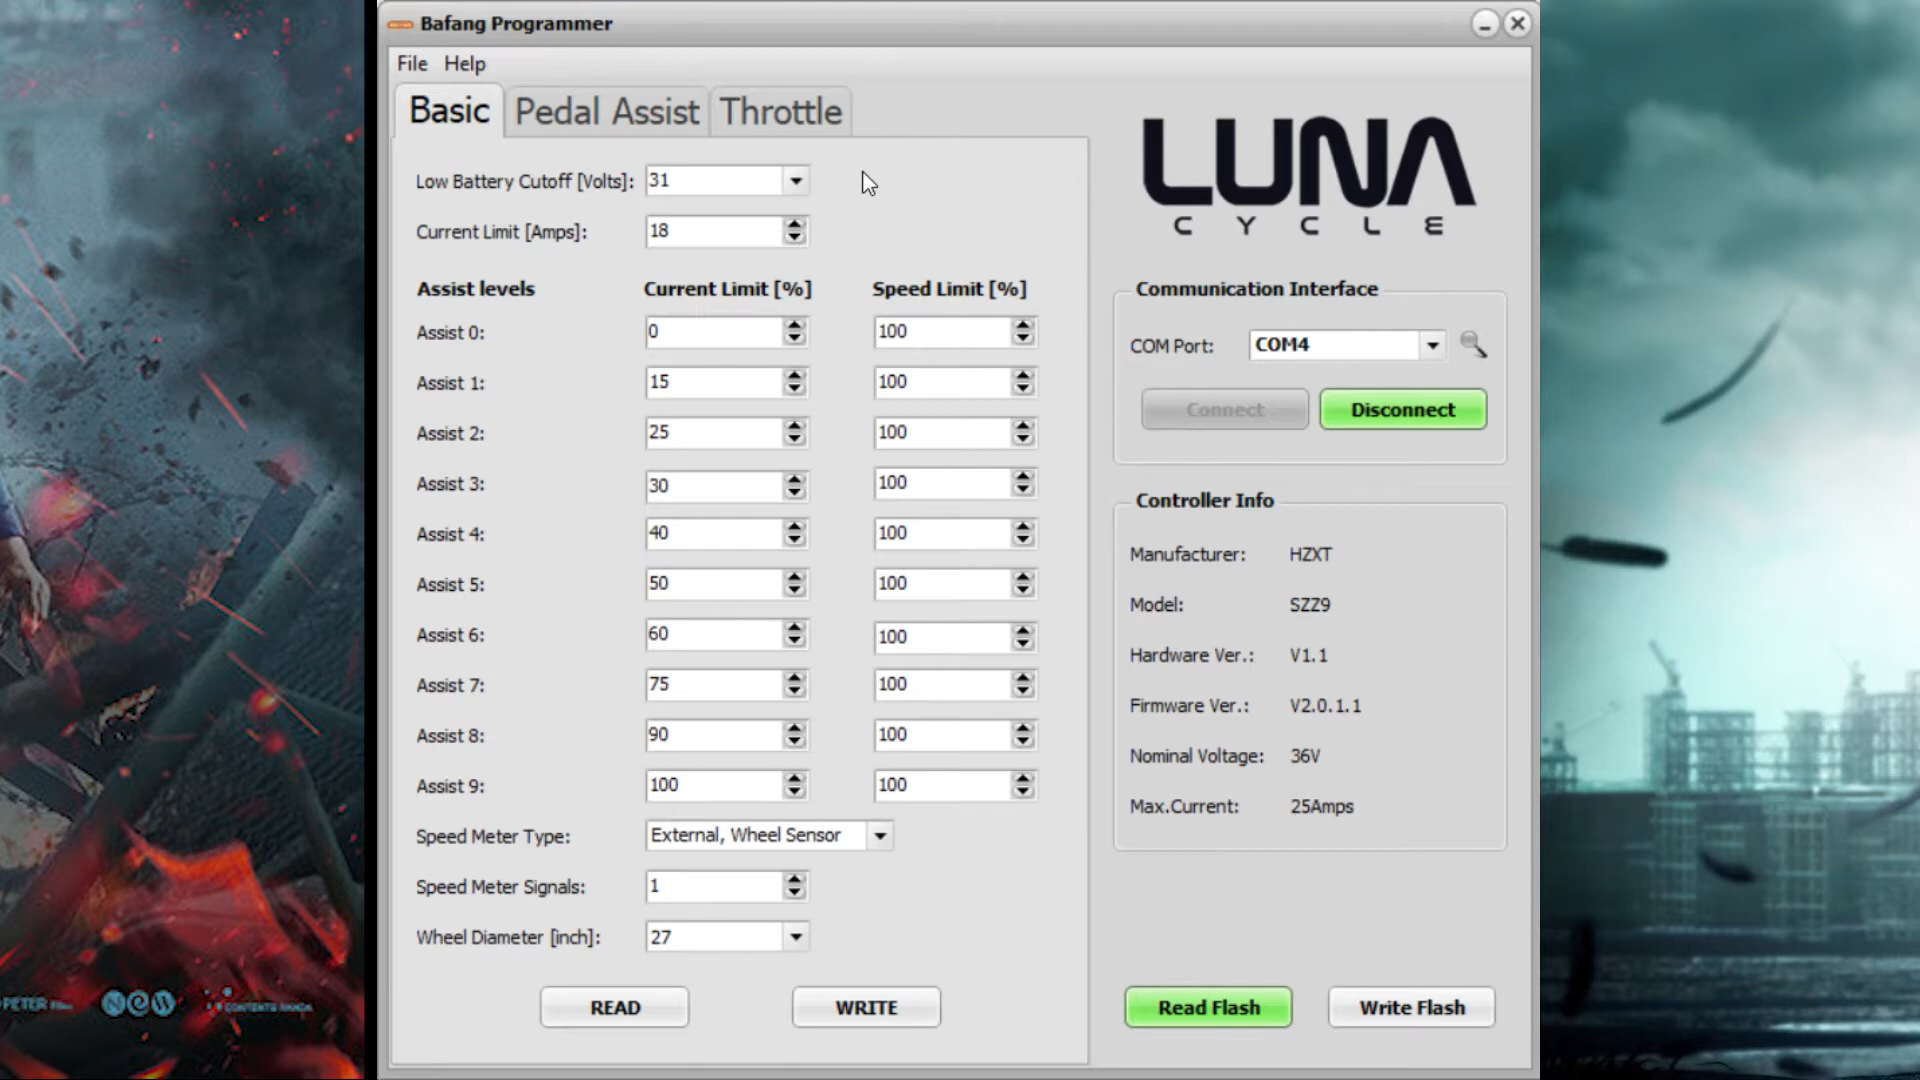 Bafang Programmer
File Help
Basic Pedal Assist Throttle
Low Battery Cutoff [Volts]: 31
Current Limit [Amps]: 18
Assist levels Current Limit [%] Speed Limit [%]
Assist 0: 0 100
Assist 1: 15 100
Assist 2: 25 100
Assist 3: 30 100
Assist 4: 40 100
Assist 5: 50 100
Assist 6: 60 100
Assist 7: 75 100
Assist 8: 90 100
Assist 9: 100 100
Speed Meter Type: External, Wheel Sensor
Speed Meter Signals: 1
Wheel Diameter [inch]: 27
READ WRITE
LUNA
CYCLE
Communication Interface
COM Port: COM4
Connect Disconnect
Controller Info
Manufacturer: HZXT
Model: SZZ9
Hardware Ver.: V1.1
Firmware Ver.: V2.0.1.1
Nominal Voltage: 36V
Max.Current: 25Amps
Read Flash Write Flash
PETER
NEW